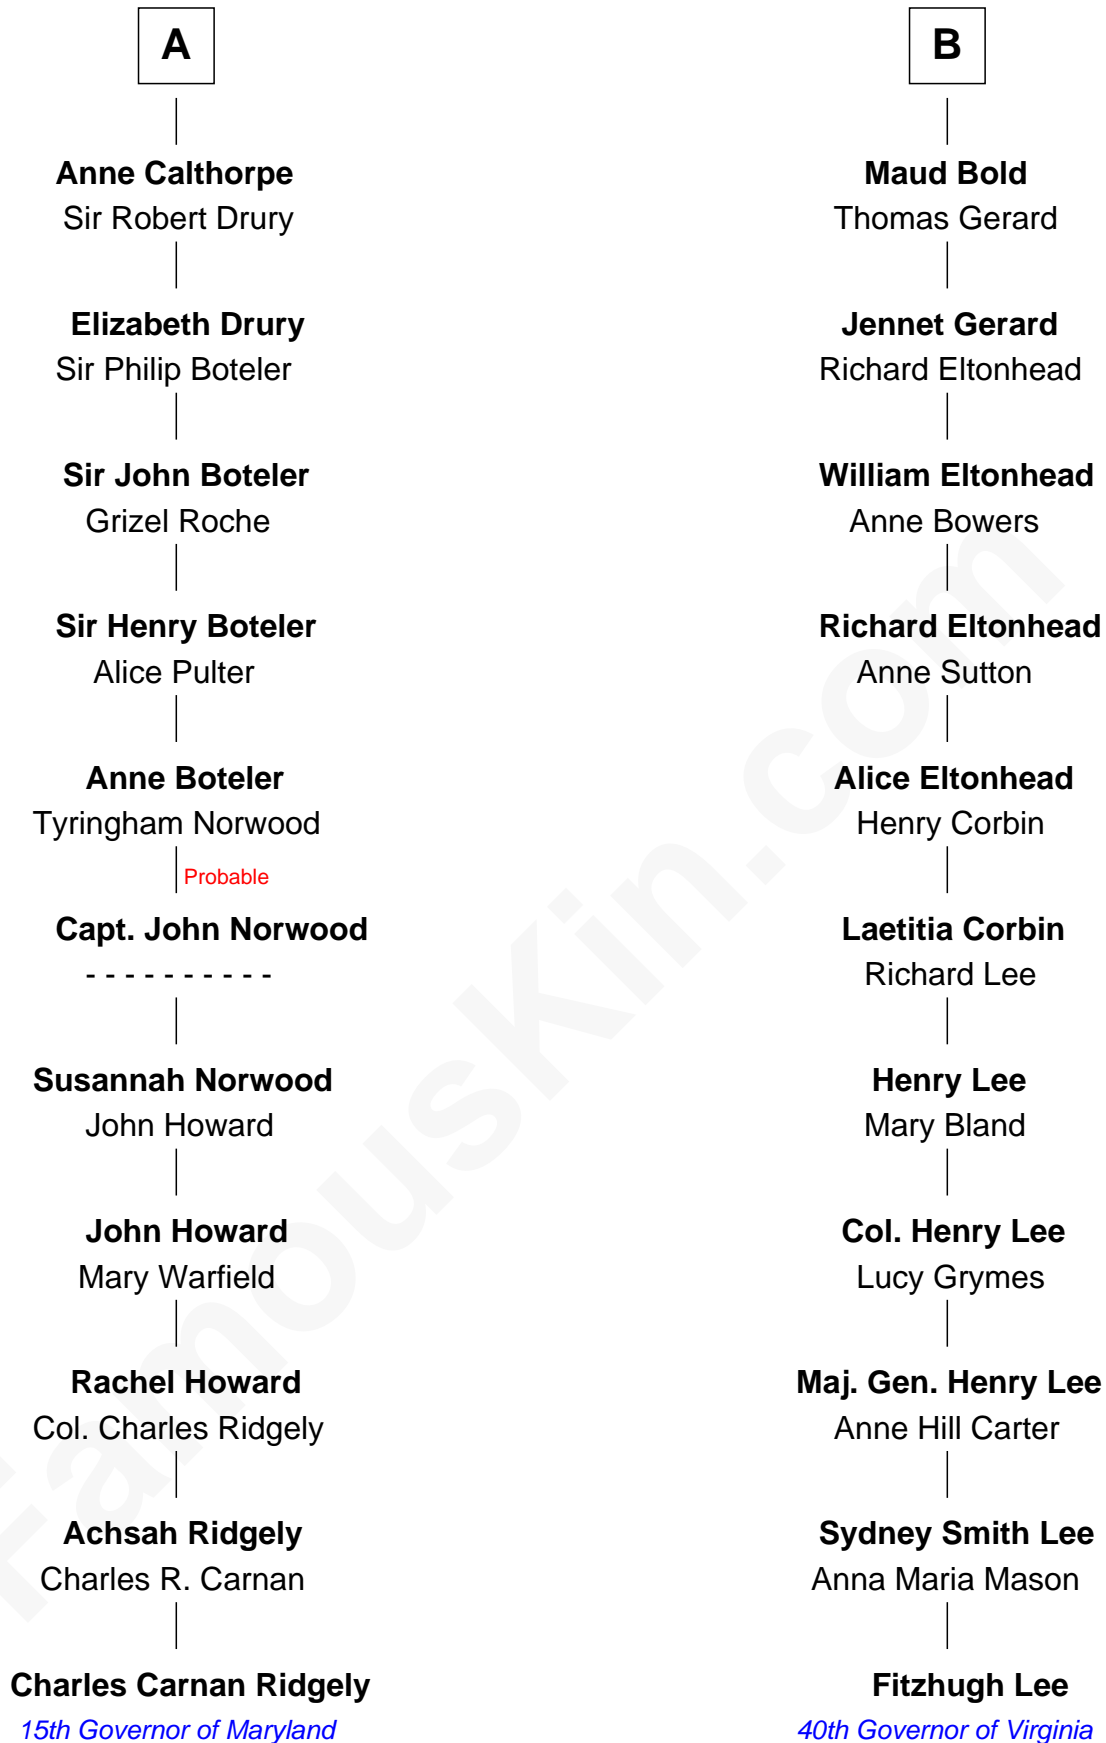 A
Anne Calthorpe
Sir Robert Drury
Elizabeth Drury
Sir Philip Boteler
Sir John Boteler
Grizel Roche
Sir Henry Boteler
Alice Pulter
Anne Boteler
Tyringham Norwood
Probable
Capt. John Norwood
- - - - - - - - - -
Susannah Norwood
John Howard
John Howard
Mary Warfield
Rachel Howard
Col. Charles Ridgely
Achsah Ridgely
Charles R. Carnan
Charles Carnan Ridgely
15th Governor of Maryland
B
Maud Bold
Thomas Gerard
Jennet Gerard
Richard Eltonhead
William Eltonhead
Anne Bowers
Richard Eltonhead
Anne Sutton
Alice Eltonhead
Henry Corbin
Laetitia Corbin
Richard Lee
Henry Lee
Mary Bland
Col. Henry Lee
Lucy Grymes
Maj. Gen. Henry Lee
Anne Hill Carter
Sydney Smith Lee
Anna Maria Mason
Fitzhugh Lee
40th Governor of Virginia
FamousKin.com